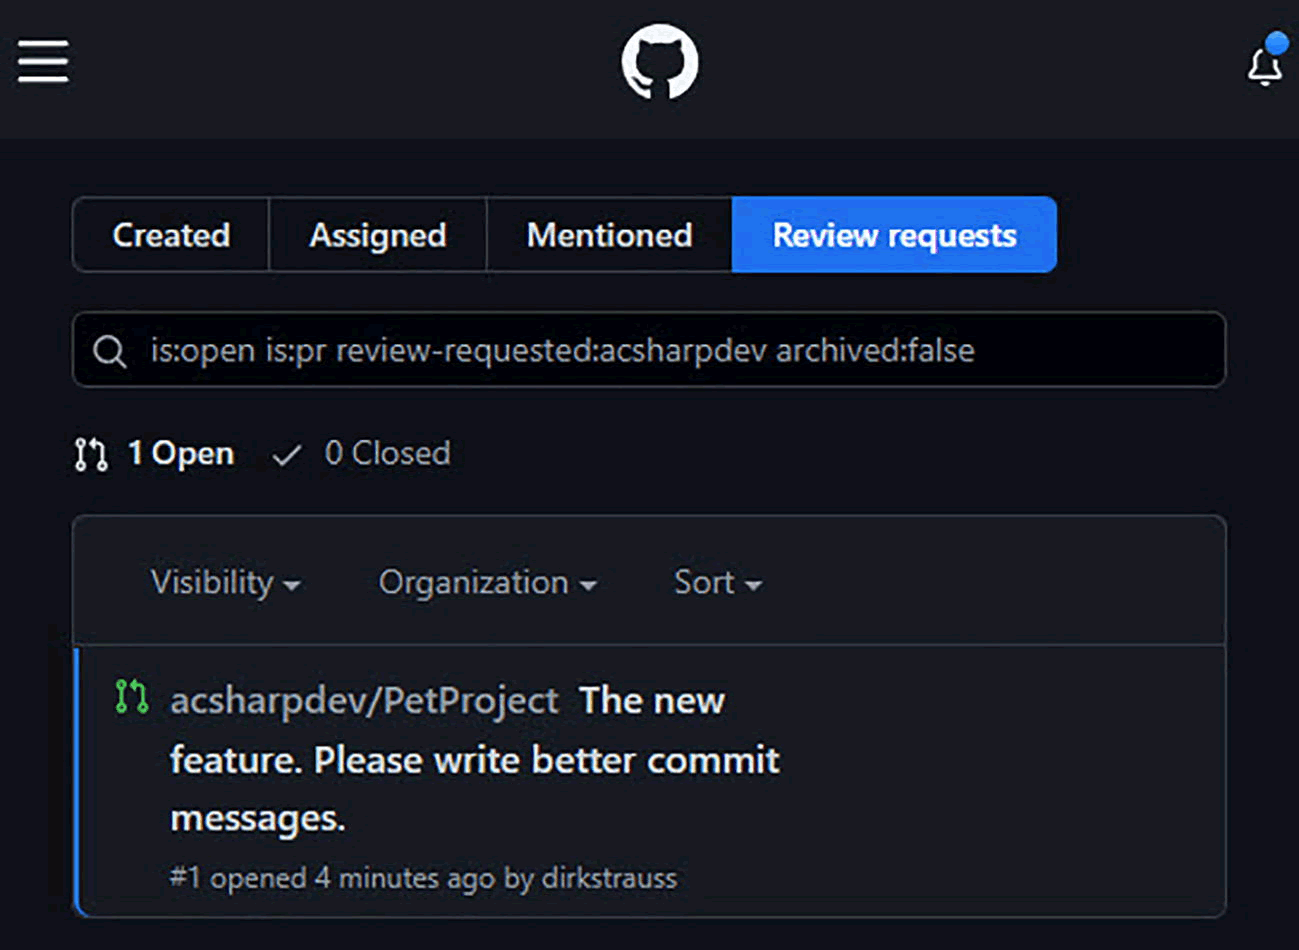 Created Assigned Mentioned Review requests
is:open is:pr review-requested:acsharpdev archived:false
1 Open 0 Closed
Visibility Organization Sort
acsharpdev/PetProject The new
feature. Please write better commit
messages.
#1 opened 4 minutes ago by dirkstrauss